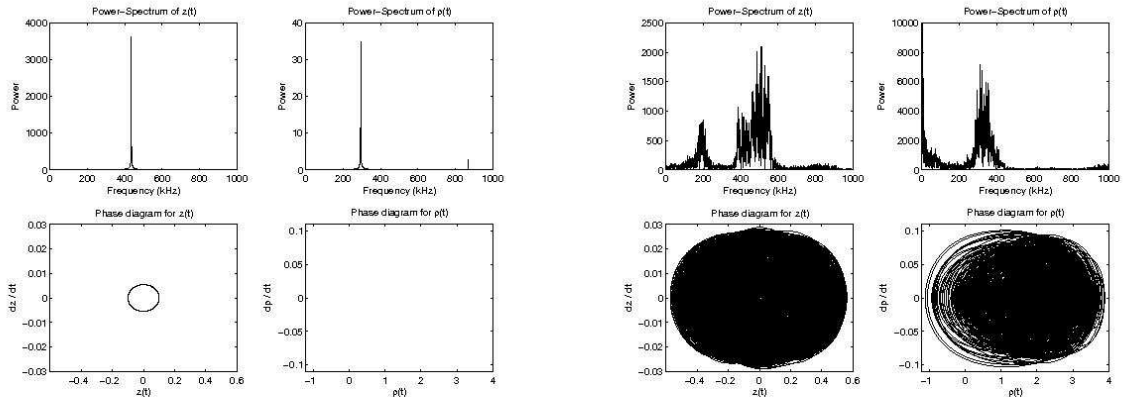 Power-Spectrum of z(t)
4000
3000
2000
1000
0
Power
0 200 400 600 800 1000
Frequency (kHz)
Power-Spectrum of ρ(t)
40
30
20
10
0
Power
0 200 400 600 800 1000
Frequency (kHz)
Power-Spectrum of z(t)
2500
2000
1500
1000
500
0
Power
0 200 400 600 800 1000
Frequency (kHz)
Power-Spectrum of ρ(t)
10000
8000
6000
4000
2000
0
Power
0 200 400 600 800 1000
Frequency (kHz)
Phase diagram for z(t)
0.03
0.02
0.01
0
-0.01
-0.02
-0.03
dz / dt
-0.4 -0.2 0 0.2 0.4 0.6
z(t)
Phase diagram for ρ(t)
0.1
0.05
0
-0.05
-0.1
dρ / dt
-1 0 1 2 3 4
ρ(t)
Phase diagram for z(t)
0.03
0.02
0.01
0
-0.01
-0.02
-0.03
dz / dt
-0.4 -0.2 0 0.2 0.4 0.6
z(t)
Phase diagram for ρ(t)
0.1
0.05
0
-0.05
-0.1
dρ / dt
-1 0 1 2 3 4
ρ(t)